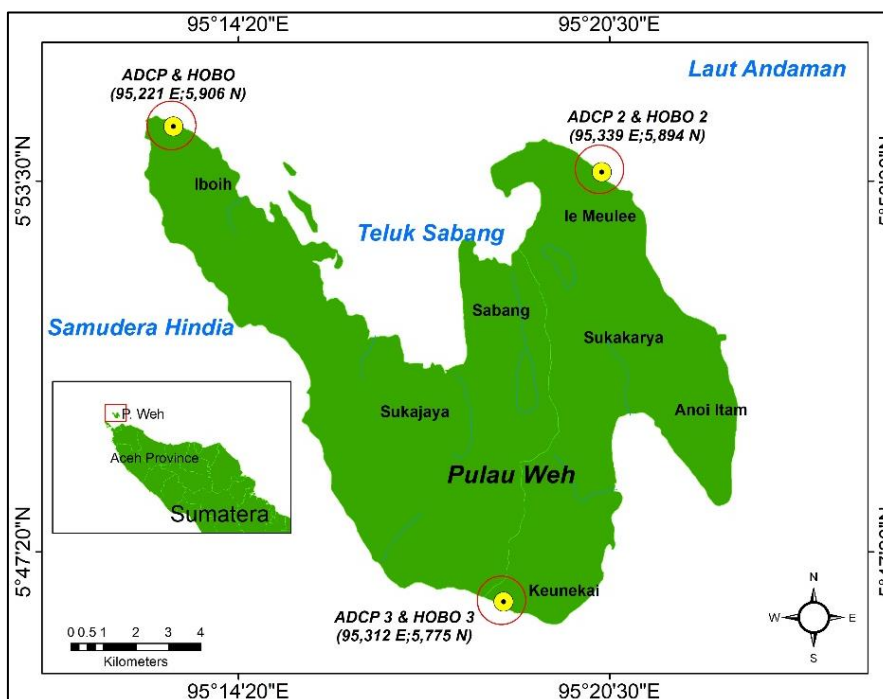 95°14'20"E
95°20'30"E
Laut Andaman
ADCP & HOBO
(95,221 E;5,906 N)
ADCP 2 & HOBO 2
(95,339 E;5,894 N)
5°53'30"N
Iboih
Ie Meulee
Teluk Sabang
Samudera Hindia
Sabang
Sukakarya
P. Weh
Aceh Province
Sumatera
Sukajaya
Anoi Itam
Pulau Weh
5°47'20"N
Keunekai
ADCP 3 & HOBO 3
(95,312 E;5,775 N)
0 0.5 1 2 3 4
Kilometers
N
W E
S
95°14'20"E
95°20'30"E